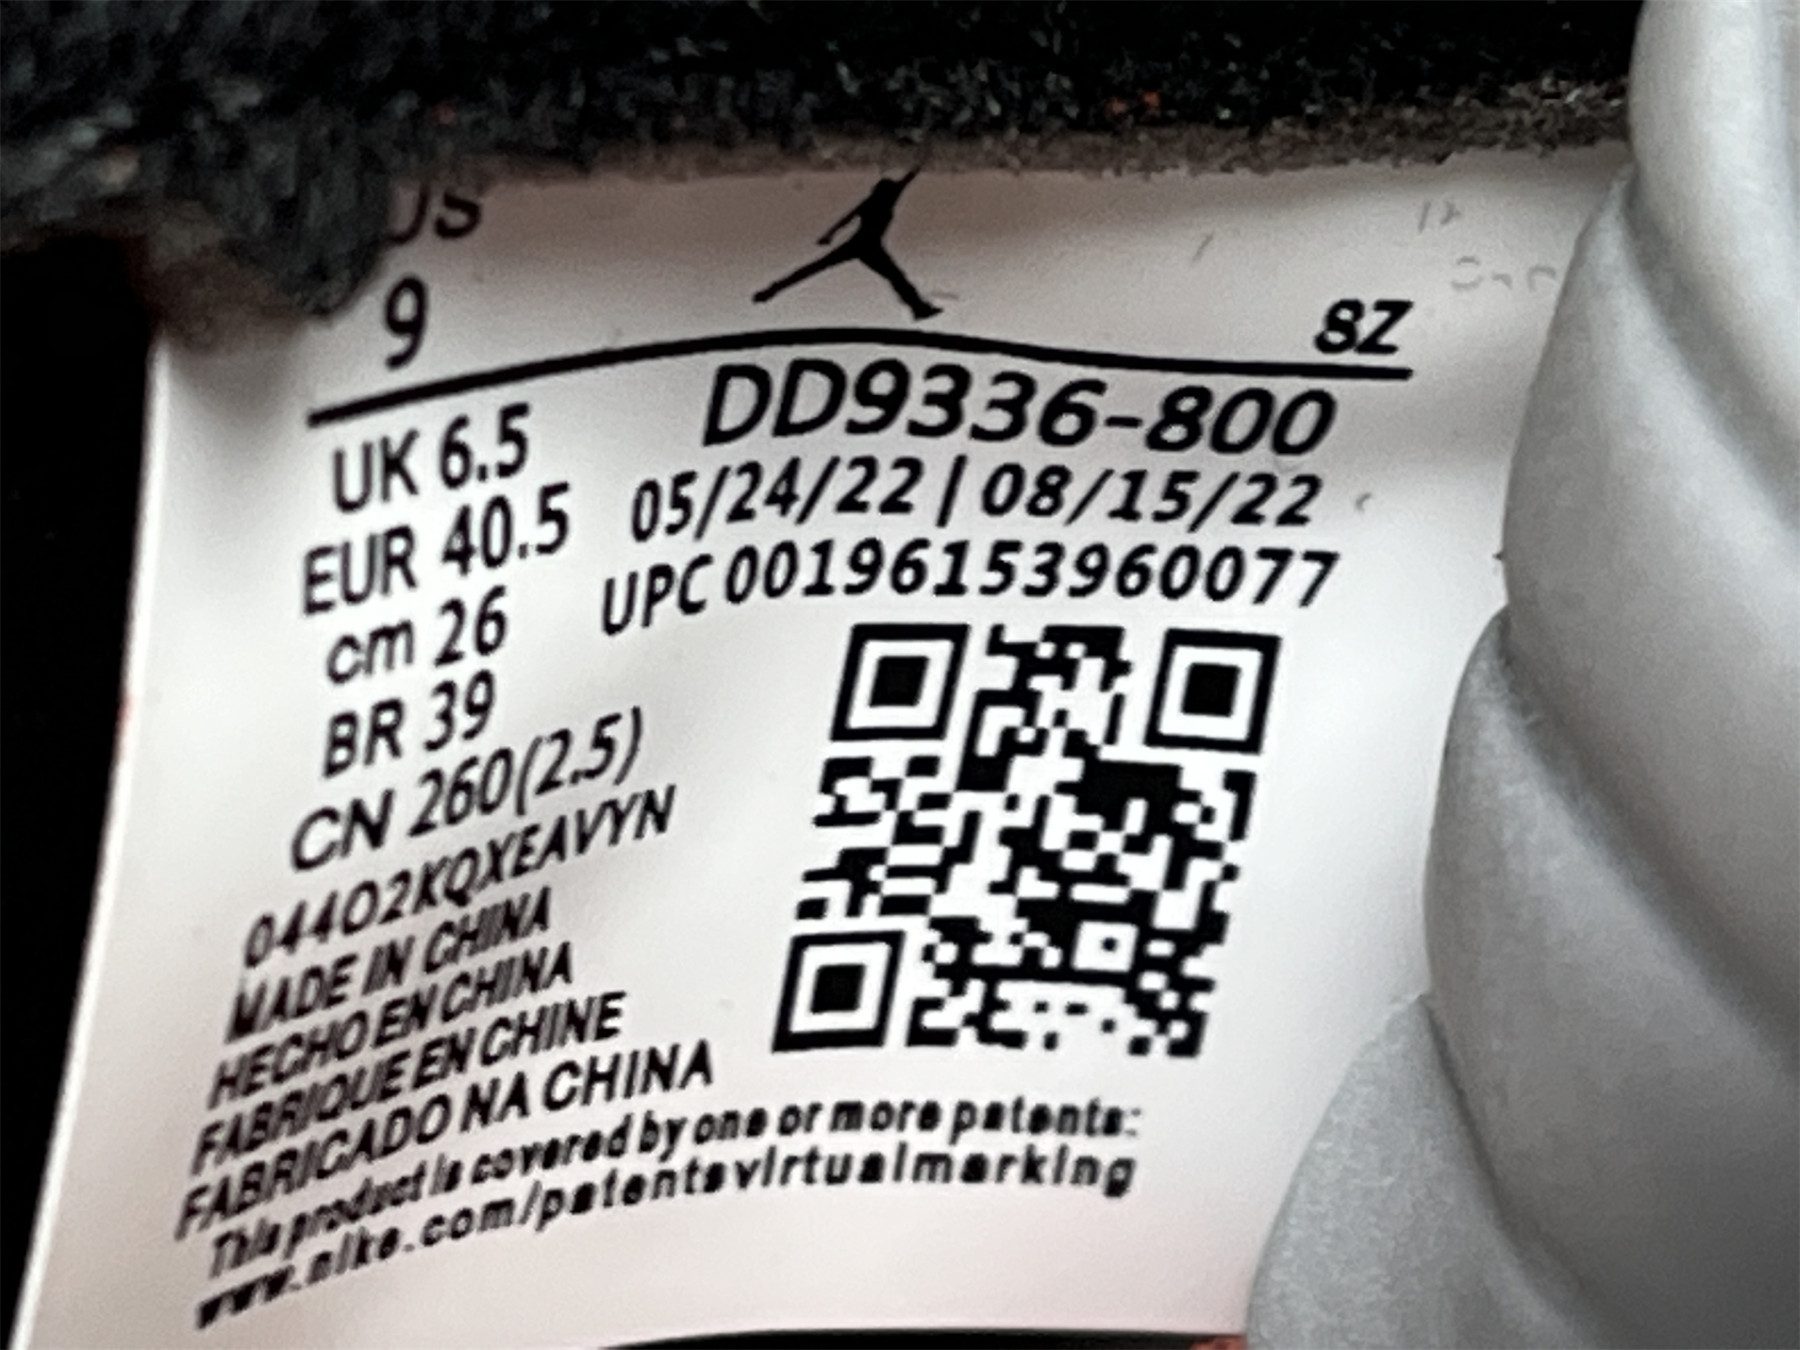 US
9
8Z
UK 6.5
EUR 40.5
cm 26
BR 39
CN 260(2.5)
DD9336-800
05/24/22 | 08/15/22
UPC 00196153960077
04402KQXEAVYN
MADE IN CHINA
HECHO EN CHINA
FABRIQUE EN CHINE
FABRICADO NA CHINA
This product is covered by one or more patents:
www.nike.com/patentsvirtualmarking